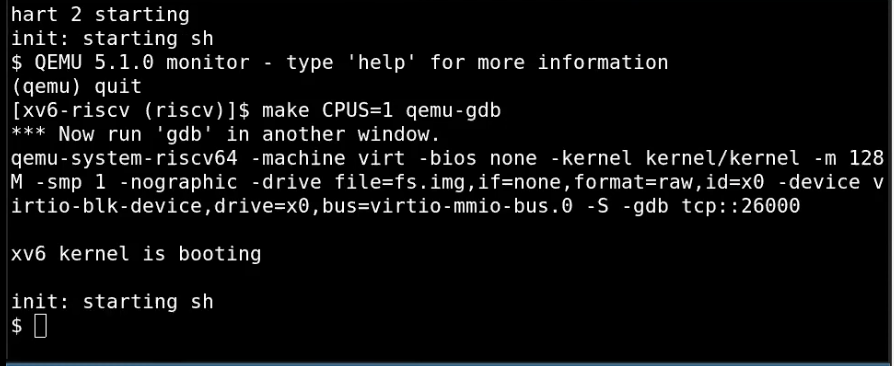 hart 2 starting
init: starting sh
$ QEMU 5.1.0 monitor - type 'help' for more information
(qemu) quit
[xv6-riscv (riscv)]$ make CPUS=1 qemu-gdb
*** Now run 'gdb' in another window.
qemu-system-riscv64 -machine virt -bios none -kernel kernel/kernel -m 128
M -smp 1 -nographic -drive file=fs.img,if=none,format=raw,id=x0 -device v
irtio-blk-device,drive=x0,bus=virtio-mmio-bus.0 -S -gdb tcp::26000
xv6 kernel is booting
init: starting sh
$